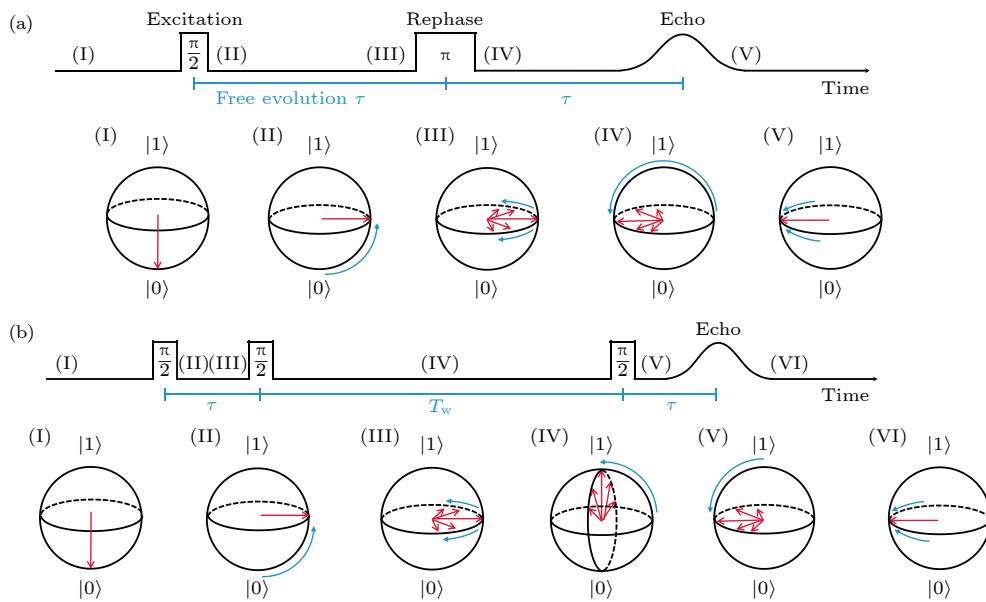 (a)
Excitation Rephase Echo
(I) π/2 (II) (III) π (IV) (V)
Free evolution τ τ Time
(I) (II) (III) (IV) (V)
|1⟩ |1⟩ |1⟩ |1⟩ |1⟩
|0⟩ |0⟩ |0⟩ |0⟩ |0⟩
(b)
Echo
(I) π/2 (II) (III) π/2 (IV) π/2 (V) (VI)
τ T_w τ Time
(I) (II) (III) (IV) (V) (VI)
|1⟩ |1⟩ |1⟩ |1⟩ |1⟩ |1⟩
|0⟩ |0⟩ |0⟩ |0⟩ |0⟩ |0⟩